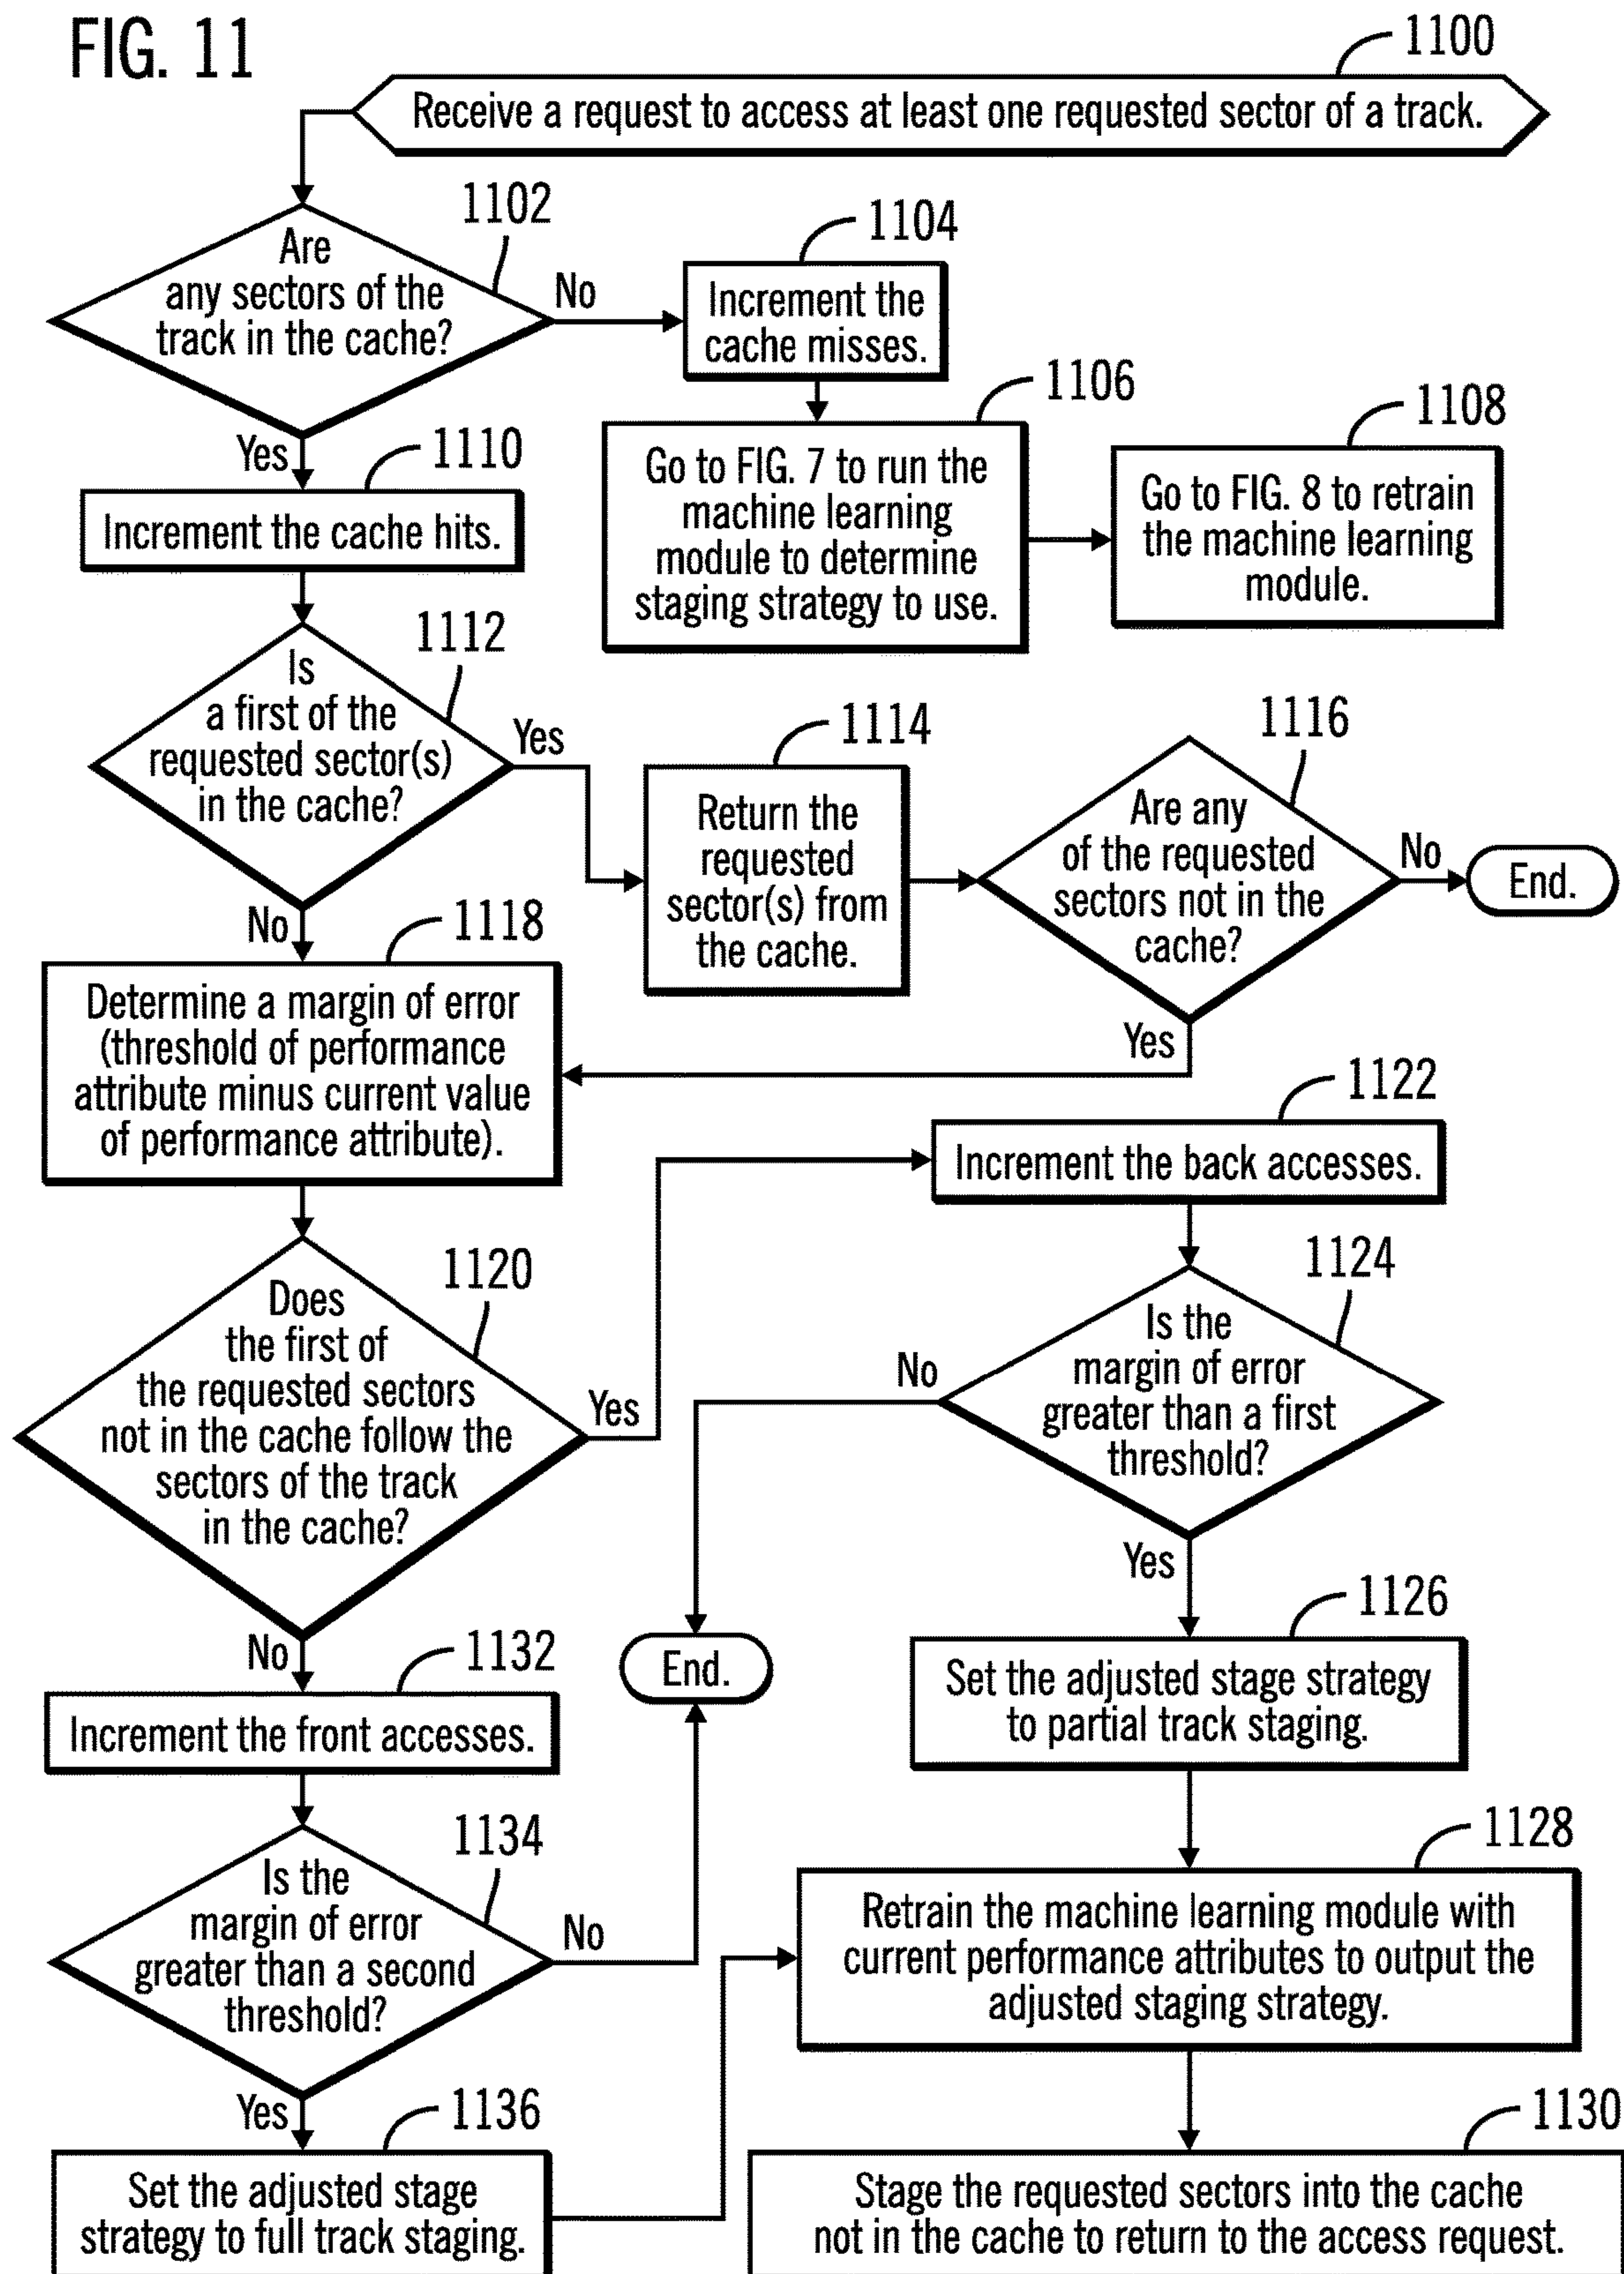 FIG. 11
1100
Receive a request to access at least one requested sector of a track.
1102
Are
any sectors of the
track in the cache?
No
Yes
1104
Increment the
cache misses.
1106
Go to FIG. 7 to run the
machine learning
module to determine
staging strategy to use.
1108
Go to FIG. 8 to retrain
the machine learning
module.
1110
Increment the cache hits.
1112
Is
a first of the
requested sector(s)
in the cache?
Yes
No
1114
Return the
requested
sector(s) from
the cache.
1116
Are any
of the requested
sectors not in the
cache?
No
End.
Yes
1118
Determine a margin of error
(threshold of performance
attribute minus current value
of performance attribute).
1120
Does
the first of
the requested sectors
not in the cache follow the
sectors of the track
in the cache?
Yes
No
1122
Increment the back accesses.
1124
Is the
margin of error
greater than a first
threshold?
No
Yes
End.
1126
Set the adjusted stage strategy
to partial track staging.
1128
Retrain the machine learning module with
current performance attributes to output the
adjusted staging strategy.
1130
Stage the requested sectors into the cache
not in the cache to return to the access request.
1132
Increment the front accesses.
1134
Is the
margin of error
greater than a second
threshold?
No
Yes
1136
Set the adjusted stage
strategy to full track staging.